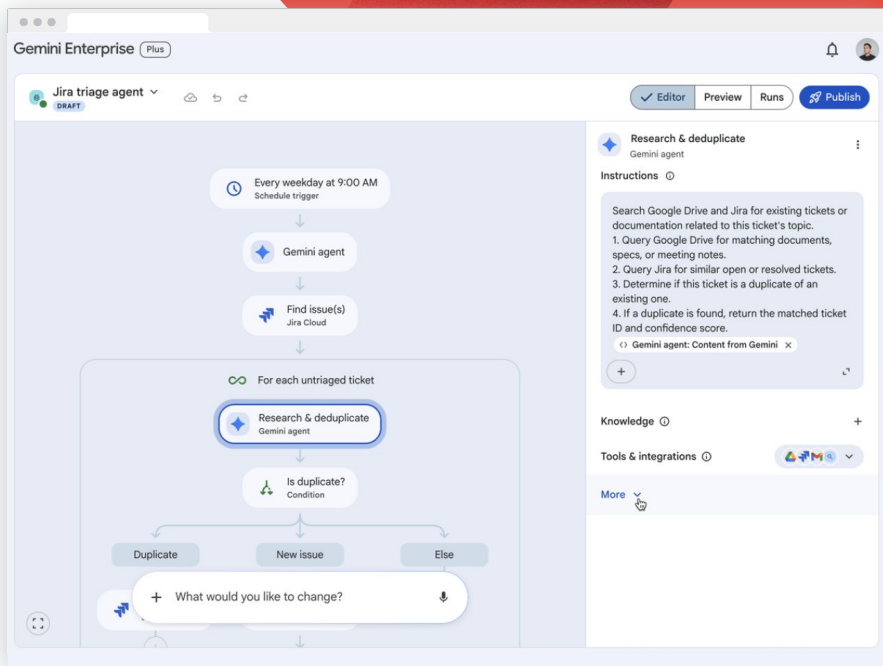 Gemini Enterprise Plus
Jira triage agent
DRAFT
Editor
Preview
Runs
Publish
Every weekday at 9:00 AM
Schedule trigger
Gemini agent
Find issue(s)
Jira Cloud
For each untriaged ticket
Research & deduplicate
Gemini agent
Is duplicate?
Condition
Duplicate
New issue
Else
What would you like to change?
Research & deduplicate
Gemini agent
Instructions
Search Google Drive and Jira for existing tickets or
documentation related to this ticket's topic.
1. Query Google Drive for matching documents,
specs, or meeting notes.
2. Query Jira for similar open or resolved tickets.
3. Determine if this ticket is a duplicate of an
existing one.
4. If a duplicate is found, return the matched ticket
ID and confidence score.
Gemini agent: Content from Gemini
Knowledge
Tools & integrations
More